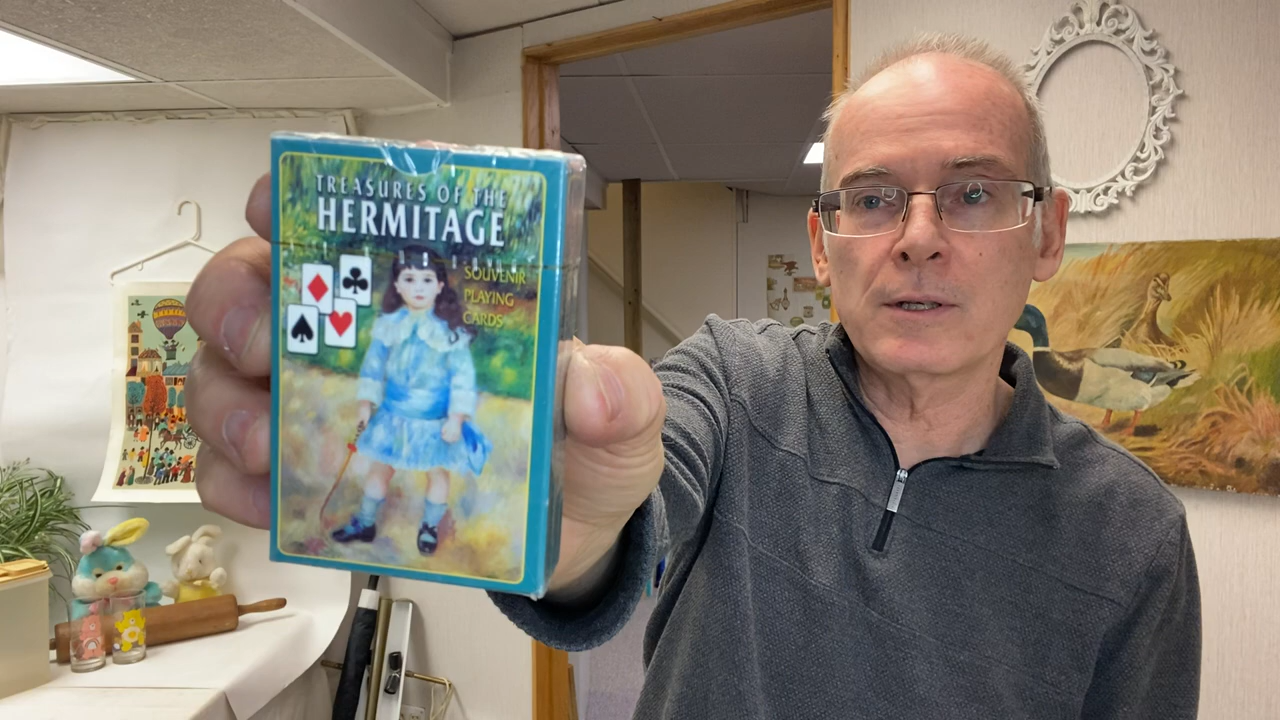 TREASURES OF THE
HERMITAGE
SOUVENIR
PLAYING
CARDS